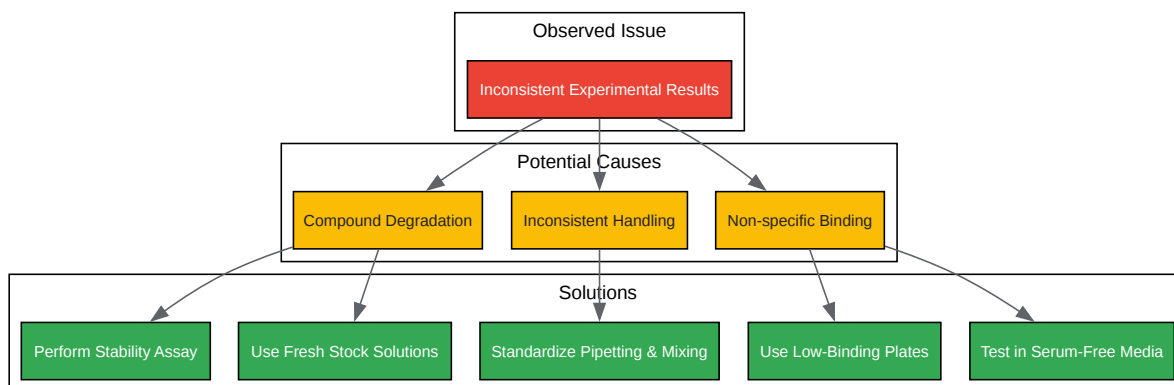 Observed Issue
Inconsistent Experimental Results
Potential Causes
Compound Degradation
Inconsistent Handling
Non-specific Binding
Solutions
Perform Stability Assay
Use Fresh Stock Solutions
Standardize Pipetting & Mixing
Use Low-Binding Plates
Test in Serum-Free Media